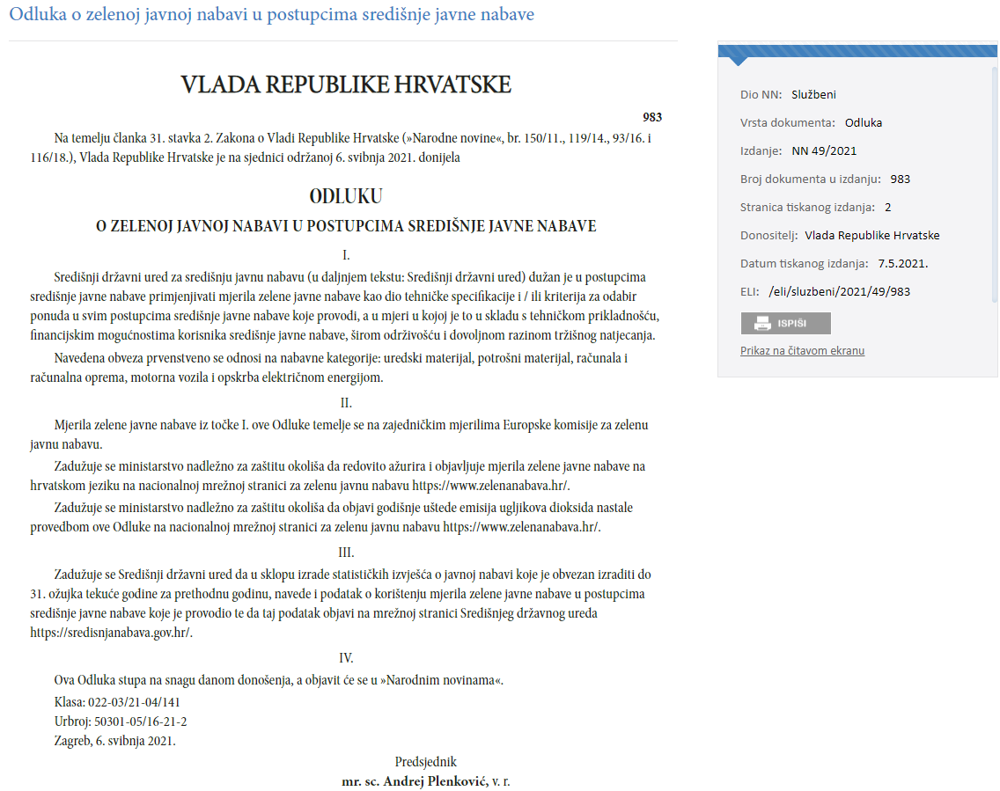 Odluka o zelenoj javnoj nabavi u postupcima središnje javne nabave
VLADA REPUBLIKE HRVATSKE
983
Na temelju članka 31. stavka 2. Zakona o Vladi Republike Hrvatske (»Narodne novine«, br. 150/11., 119/14., 93/16. i
116/18.), Vlada Republike Hrvatske je na sjednici održanoj 6. svibnja 2021. donijela
ODLUKU
O ZELENOJ JAVNOJ NABAVI U POSTUPCIMA SREDIŠNJE JAVNE NABAVE
I.
Središnji državni ured za središnju javnu nabavu (u daljnjem tekstu: Središnji državni ured) dužan je u postupcima
središnje javne nabave primjenjivati mjerila zelene javne nabave kao dio tehničke specifikacije i / ili kriterija za odabir
ponuda u svim postupcima središnje javne nabave koje provodi, a u mjeri u kojoj je to u skladu s tehničkom prikladnošću,
financijskim mogućnostima korisnika središnje javne nabave, širom održivošću i dovoljnom razinom tržišnog natjecanja.
Navedena obveza prvenstveno se odnosi na nabavne kategorije: uredski materijal, potrošni materijal, računala i
računalna oprema, motorna vozila i opskrba električnom energijom.
II.
Mjerila zelene javne nabave iz točke I. ove Odluke temelje se na zajedničkim mjerilima Europske komisije za zelenu
javnu nabavu.
Zadužuje se ministarstvo nadležno za zaštitu okoliša da redovito ažurira i objavljuje mjerila zelene javne nabave na
hrvatskom jeziku na nacionalnoj mrežnoj stranici za zelenu javnu nabavu https://www.zelenanabava.hr/.
Zadužuje se ministarstvo nadležno za zaštitu okoliša da objavi godišnje uštede emisija ugljikova dioksida nastale
provedbom ove Odluke na nacionalnoj mrežnoj stranici za zelenu javnu nabavu https://www.zelenanabava.hr/.
III.
Zadužuje se Središnji državni ured da u sklopu izrade statističkih izvješća o javnoj nabavi koje je obvezan izraditi do
31. ožujka tekuće godine za prethodnu godinu, navede i podatak o korištenju mjerila zelene javne nabave u postupcima
središnje javne nabave koje je provodio te da taj podatak objavi na mrežnoj stranici Središnjeg državnog ureda
https://sredisnjanabava.gov.hr/.
IV.
Ova Odluka stupa na snagu danom donošenja, a objavit će se u »Narodnim novinama«.
Klasa: 022-03/21-04/141
Urbroj: 50301-05/16-21-2
Zagreb, 6. svibnja 2021.
Predsjednik
mr. sc. Andrej Plenković, v. r.
Dio NN: Službeni
Vrsta dokumenta: Odluka
Izdanje: NN 49/2021
Broj dokumenta u izdanju: 983
Stranica tiskanog izdanja: 2
Donositelj: Vlada Republike Hrvatske
Datum tiskanog izdanja: 7.5.2021.
ELI: /eli/sluzbeni/2021/49/983
ISPIŠI
Prikaz na čitavom ekranu